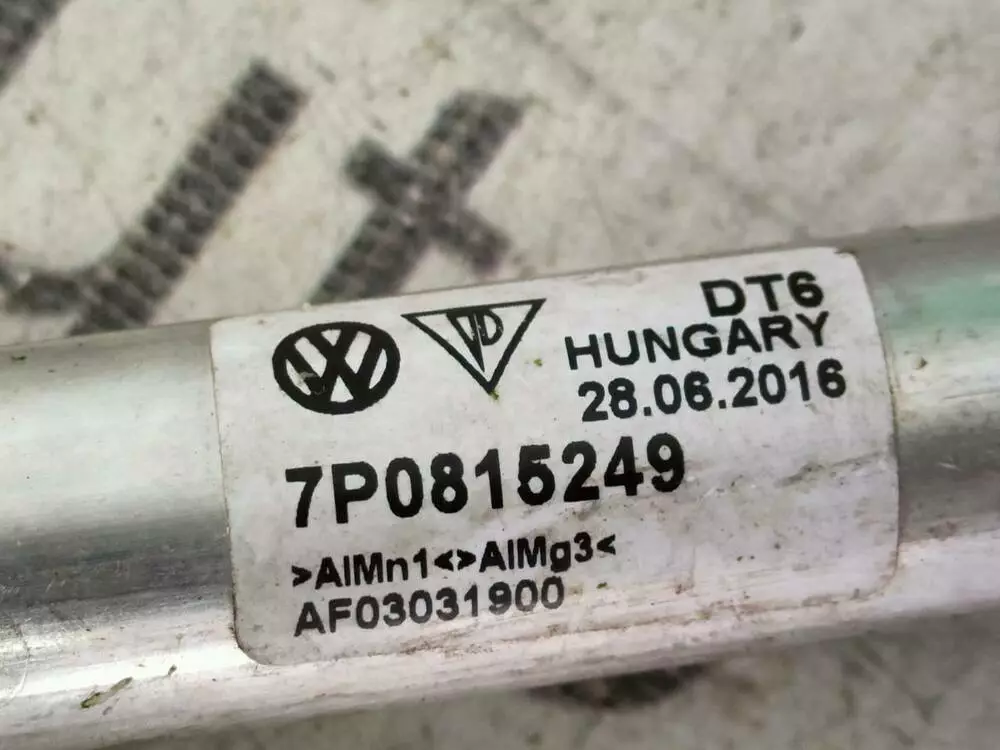 DT6
HUNGARY
28.06.2016
7P0815249
>AlMn1<>AlMg3<
AF03031900